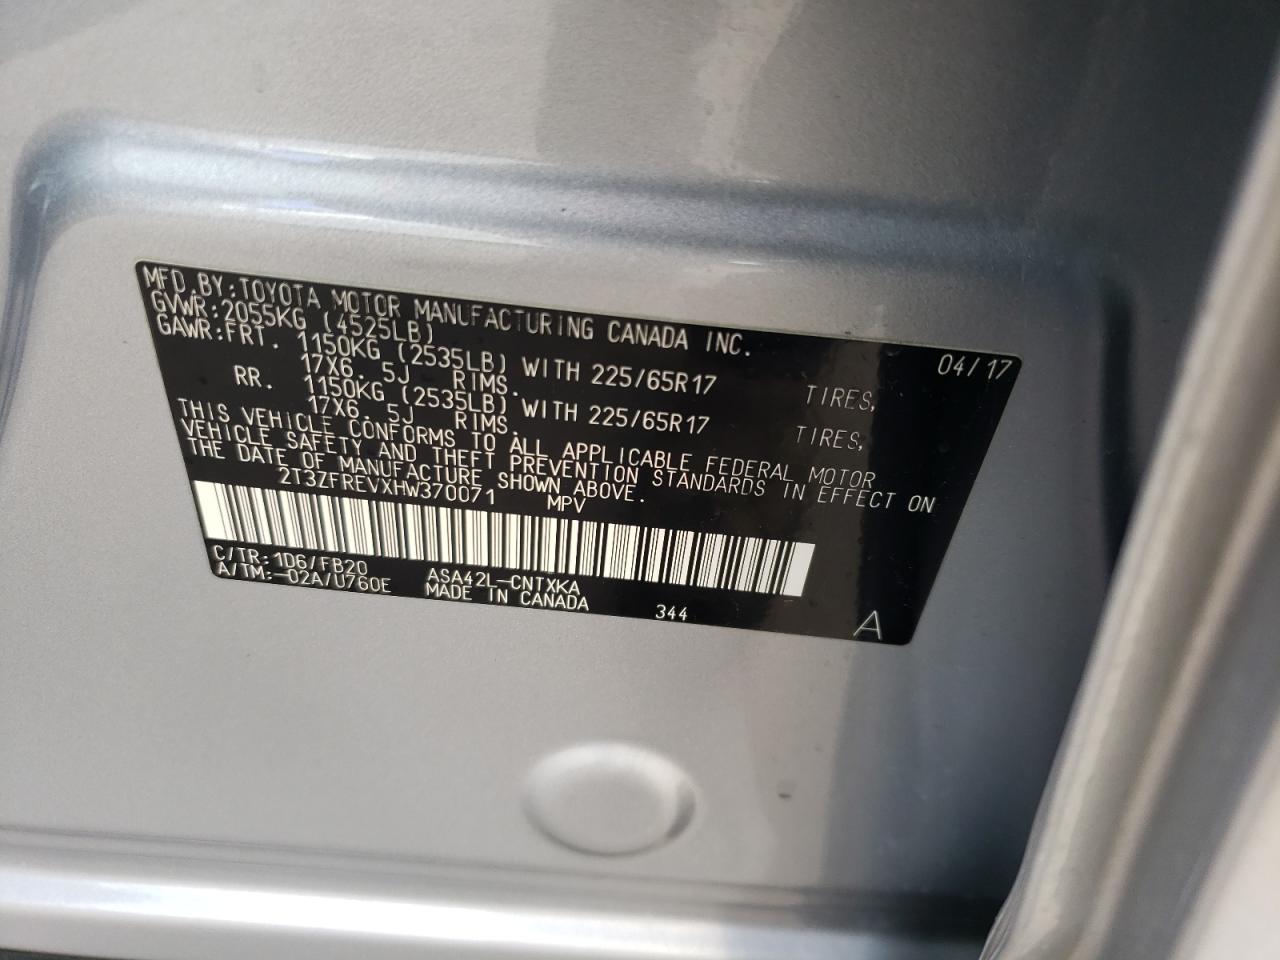 MFD.BY:TOYOTA MOTOR MANUFACTURING CANADA INC. 04/17
GVWR:2055KG (4525LB)
GAWR:FRT. 1150KG (2535LB) WITH 225/65R17 TIRES,
17X6. 5J RIMS.
RR. 1150KG (2535LB) WITH 225/65R17 TIRES,
17X6. 5J RIMS.
THIS VEHICLE CONFORMS TO ALL APPLICABLE FEDERAL MOTOR
VEHICLE SAFETY AND THEFT PREVENTION STANDARDS IN EFFECT ON
THE DATE OF MANUFACTURE SHOWN ABOVE.
2T3ZFREVXHW370071 MPV
C/TR:1D6/FB20 ASA42L-CNTXKA
A/TM:-02A/U760E MADE IN CANADA 344 A